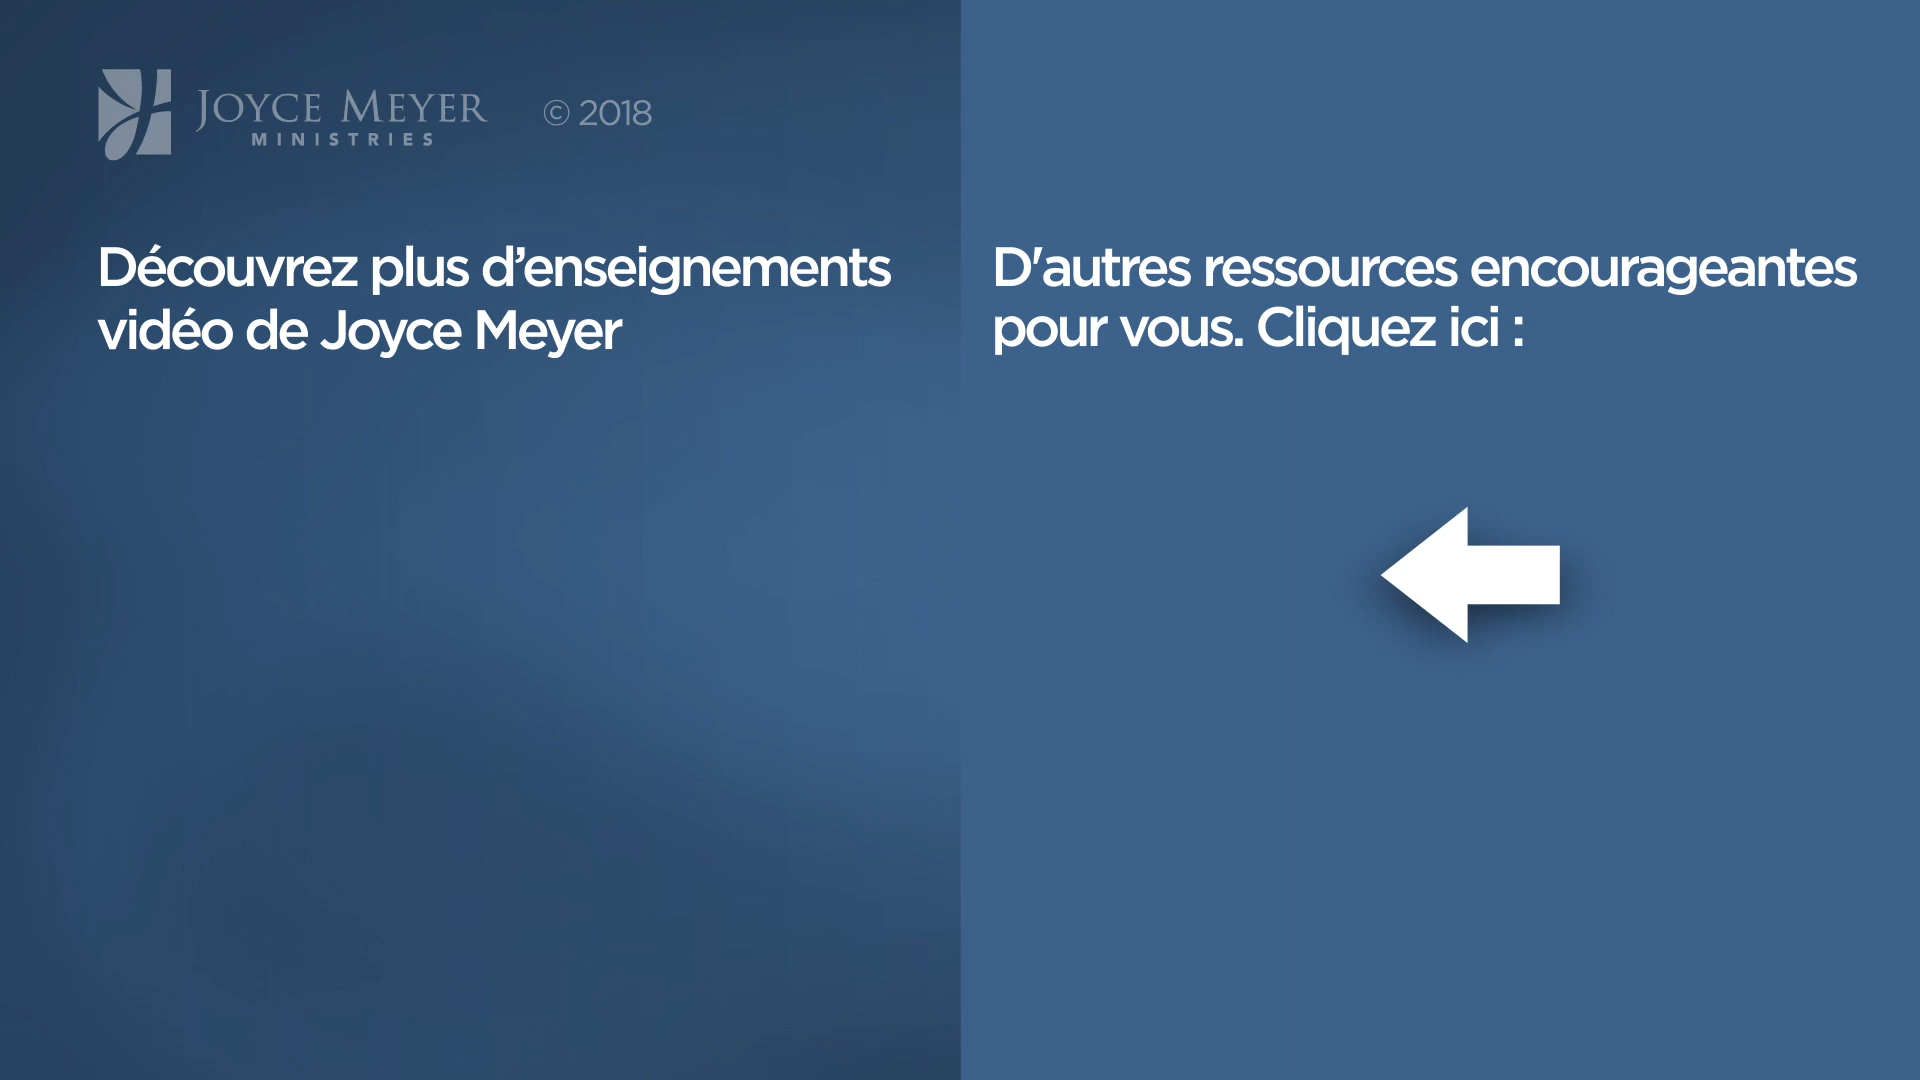 JOYCE MEYER
MINISTRIES
© 2018
Découvrez plus d’enseignements
vidéo de Joyce Meyer
D'autres ressources encourageantes
pour vous. Cliquez ici :